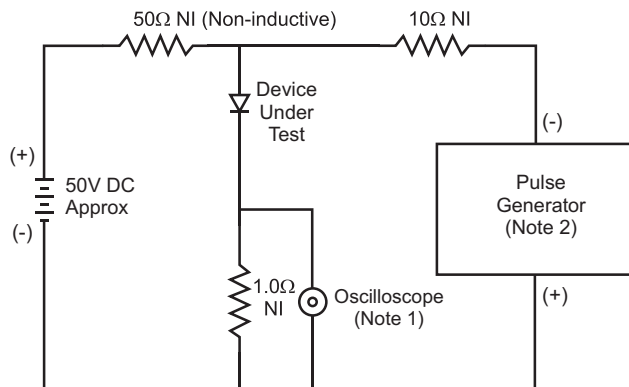 50Ω NI (Non-inductive)
10Ω NI
Device
Under
Test
(-)
(+)
50V DC
Approx
(-)
Pulse
Generator
(Note 2)
1.0Ω
NI
Oscilloscope
(Note 1)
(+)